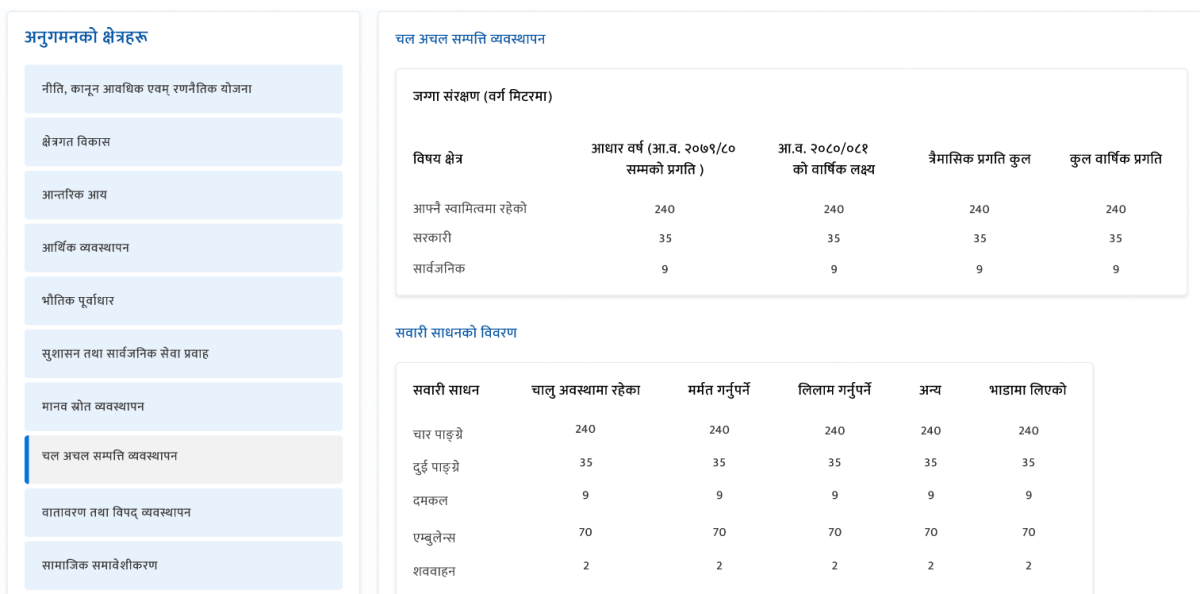 अनुगमनको क्षेत्रहरू
नीति, कानून आवधिक एवम् रणनैतिक योजना
क्षेत्रगत विकास
आन्तरिक आय
आर्थिक व्यवस्थापन
भौतिक पूर्वाधार
सुशासन तथा सार्वजनिक सेवा प्रवाह
मानव स्रोत व्यवस्थापन
चल अचल सम्पत्ति व्यवस्थापन
वातावरण तथा विपद् व्यवस्थापन
सामाजिक समावेशीकरण
चल अचल सम्पत्ति व्यवस्थापन
जग्गा संरक्षण (वर्ग मिटरमा)
विषय क्षेत्र आधार वर्ष (आ.व. २०७९/८० सम्मको प्रगति ) आ.व. २०८०/०८१ को वार्षिक लक्ष्य त्रैमासिक प्रगति कुल कुल वार्षिक प्रगति
आफ्नै स्वामित्वमा रहेको 240 240 240 240
सरकारी 35 35 35 35
सार्वजनिक 9 9 9 9
सवारी साधनको विवरण
सवारी साधन चालु अवस्थामा रहेका मर्मत गर्नुपर्ने लिलाम गर्नुपर्ने अन्य भाडामा लिएको
चार पाङ्ग्रे 240 240 240 240 240
दुई पाङ्ग्रे 35 35 35 35 35
दमकल 9 9 9 9 9
एम्बुलेन्स 70 70 70 70 70
शववाहन 2 2 2 2 2